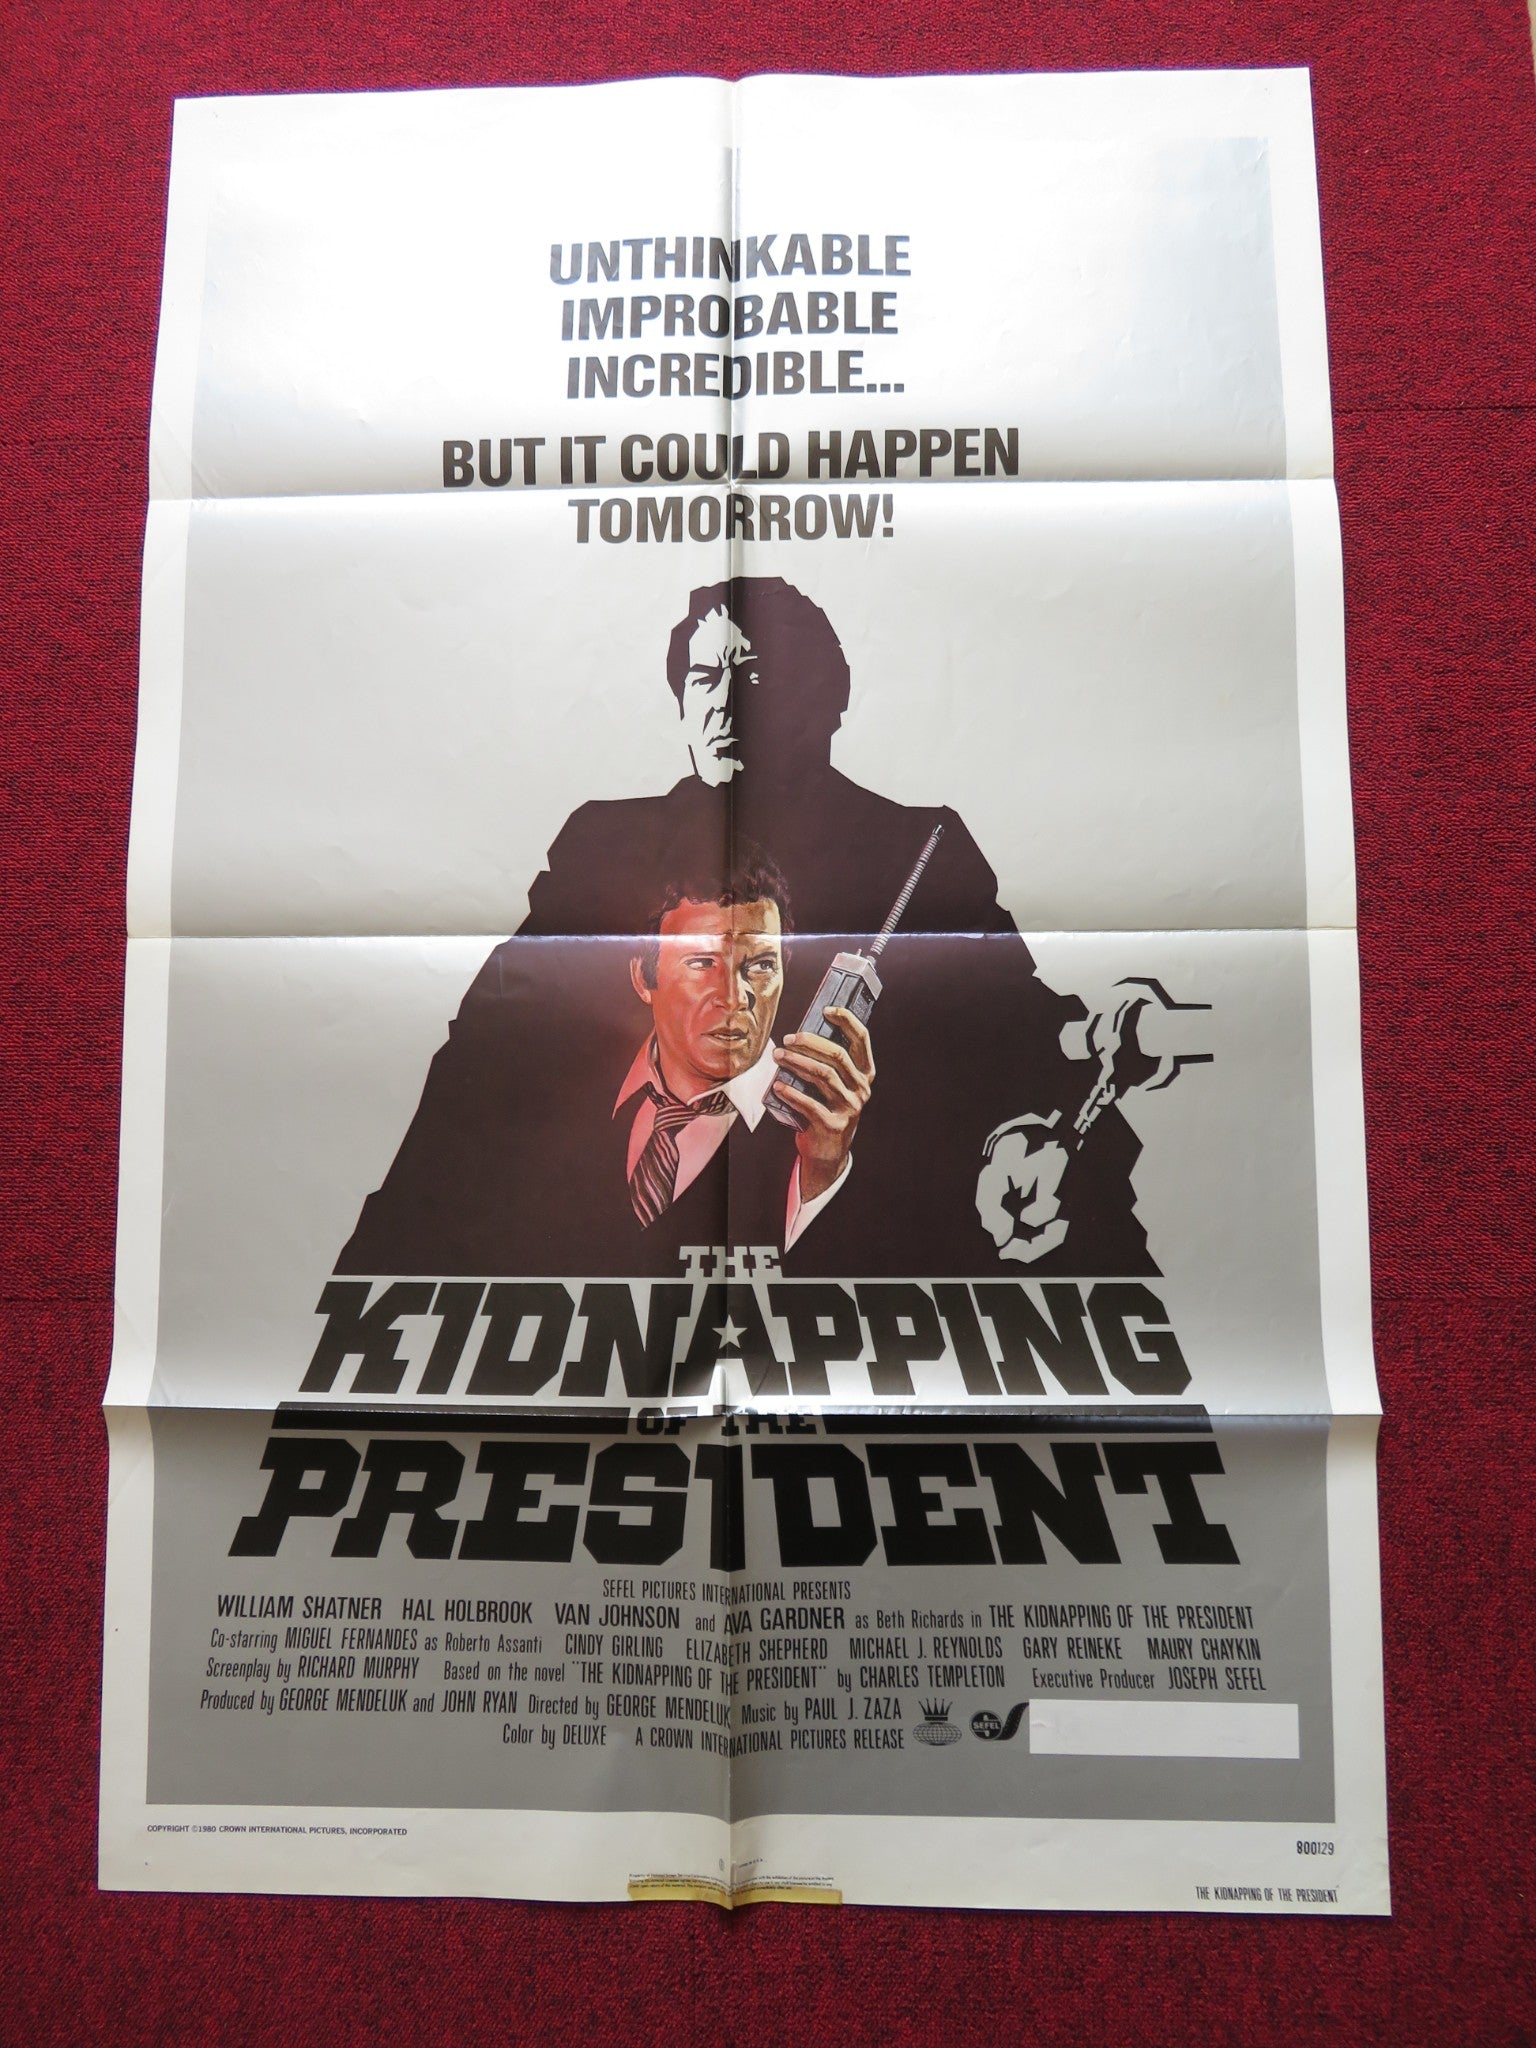 UNTHINKABLE
IMPROBABLE
INCREDIBLE...
BUT IT COULD HAPPEN
TOMORROW!
THE
KIDNAPPING
OF THE
PRESIDENT
SEFEL PICTURES INTERNATIONAL PRESENTS
WILLIAM SHATNER HAL HOLBROOK VAN JOHNSON and AVA GARDNER as Beth Richards in THE KIDNAPPING OF THE PRESIDENT
Co-starring MIGUEL FERNANDES as Roberto Assanti CINDY GIRLING ELIZABETH SHEPHERD MICHAEL J. REYNOLDS GARY REINEKE MAURY CHAYKIN
Screenplay by RICHARD MURPHY Based on the novel "THE KIDNAPPING OF THE PRESIDENT" by CHARLES TEMPLETON Executive Producer JOSEPH SEFEL
Produced by GEORGE MENDELUK and JOHN RYAN Directed by GEORGE MENDELUK Music by PAUL J. ZAZA
SEFEL
Color by DELUXE A CROWN INTERNATIONAL PICTURES RELEASE
COPYRIGHT ©1980 CROWN INTERNATIONAL PICTURES, INCORPORATED
800129
THE KIDNAPPING OF THE PRESIDENT